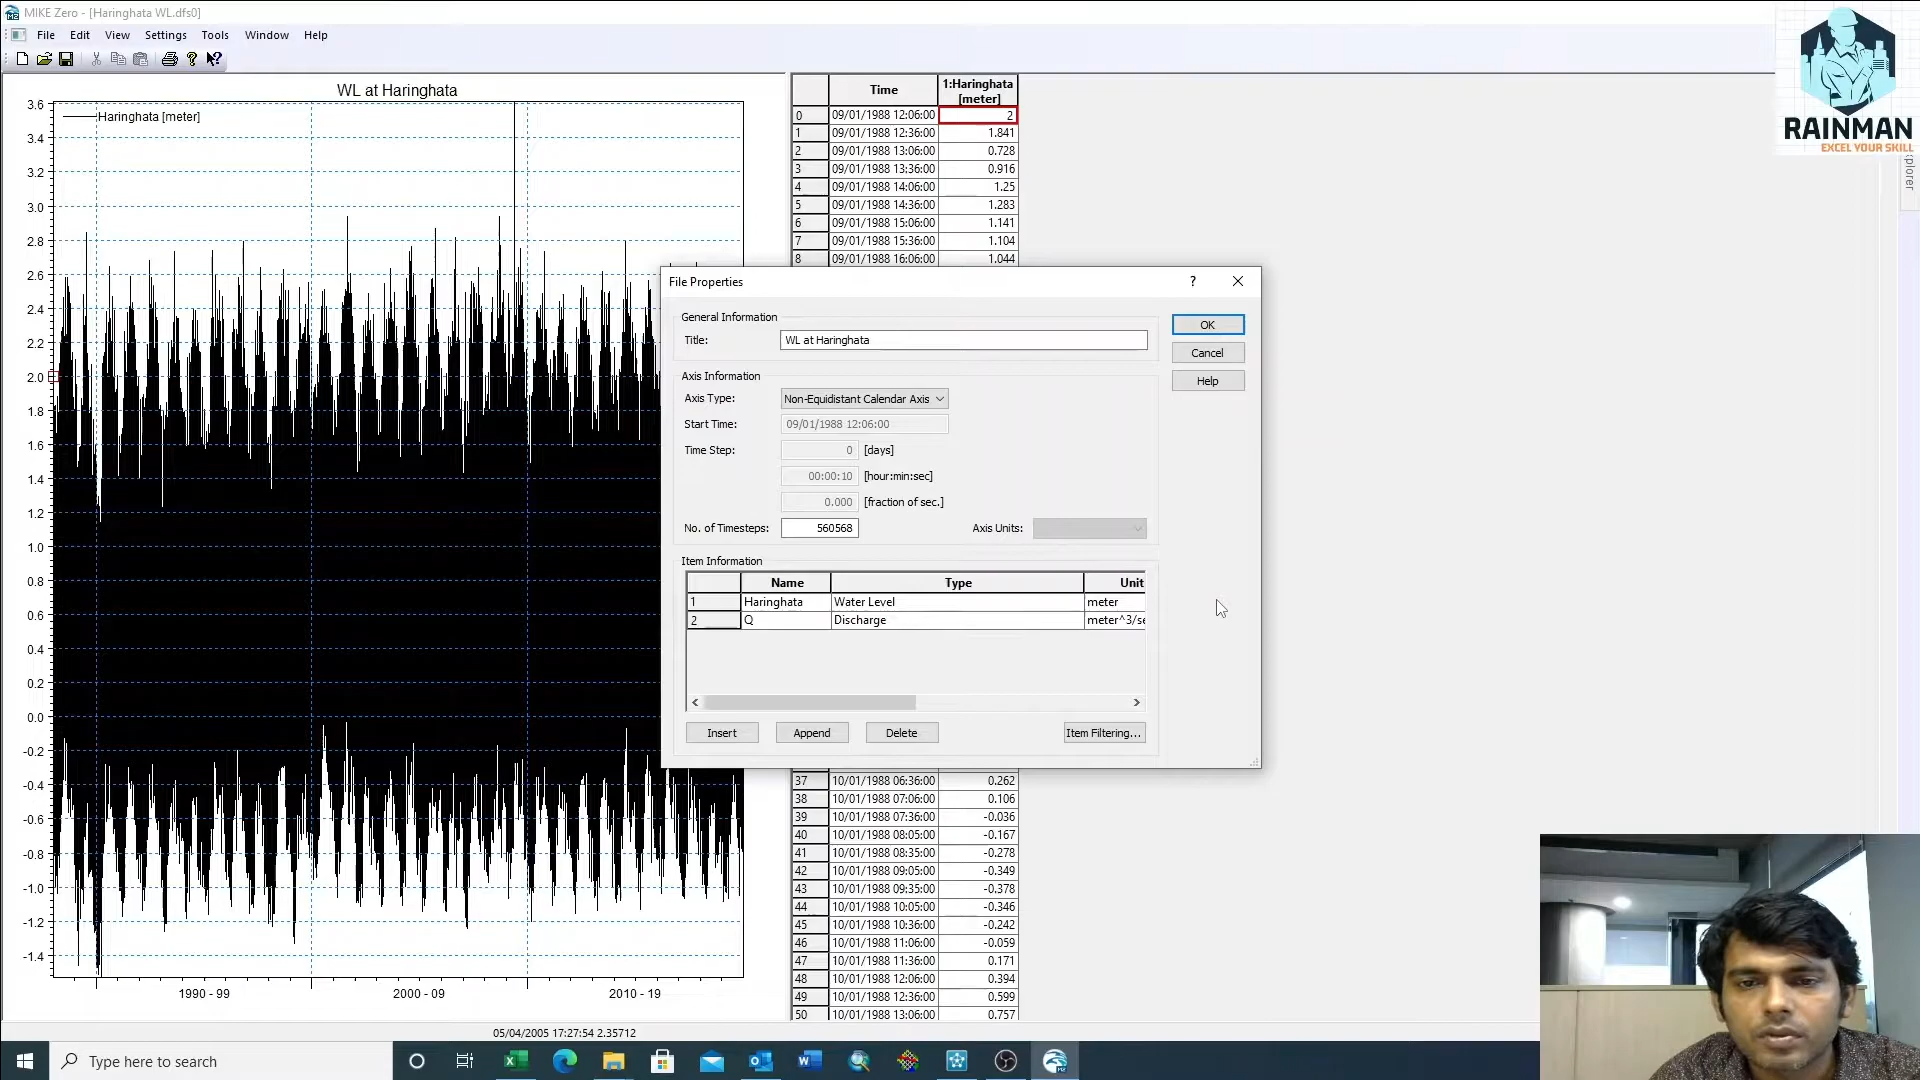 MIKE Zero - [Haringhata WL.dfs0]
File Edit View Settings Tools Window Help
RAINMAN
EXCEL YOUR SKILL
plorer
WL at Haringhata
Haringhata [meter]
3.6
3.4
3.2
3.0
2.8
2.6
2.4
2.2
2.0
1.8
1.6
1.4
1.2
1.0
0.8
0.6
0.4
0.2
0.0
-0.2
-0.4
-0.6
-0.8
-1.0
-1.2
-1.4
1990 - 99 2000 - 09 2010 - 19
Time 1:Haringhata
[meter]
0 09/01/1988 12:06:00 2
1 09/01/1988 12:36:00 1.841
2 09/01/1988 13:06:00 0.728
3 09/01/1988 13:36:00 0.916
4 09/01/1988 14:06:00 1.25
5 09/01/1988 14:36:00 1.283
6 09/01/1988 15:06:00 1.141
7 09/01/1988 15:36:00 1.104
8 09/01/1988 16:06:00 1.044
File Properties ?
General Information
Title: WL at Haringhata
OK
Cancel
Help
Axis Information
Axis Type: Non-Equidistant Calendar Axis
Start Time: 09/01/1988 12:06:00
Time Step: 0 [days]
00:00:10 [hour:min:sec]
0.000 [fraction of sec.]
No. of Timesteps: 560568 Axis Units:
Item Information
Name Type Unit
1 Haringhata Water Level meter
2 Q Discharge meter^3/se
Insert Append Delete Item Filtering...
37 10/01/1988 06:36:00 0.262
38 10/01/1988 07:06:00 0.106
39 10/01/1988 07:36:00 -0.036
40 10/01/1988 08:05:00 -0.167
41 10/01/1988 08:35:00 -0.278
42 10/01/1988 09:05:00 -0.349
43 10/01/1988 09:35:00 -0.378
44 10/01/1988 10:05:00 -0.346
45 10/01/1988 10:36:00 -0.242
46 10/01/1988 11:06:00 -0.059
47 10/01/1988 11:36:00 0.171
48 10/01/1988 12:06:00 0.394
49 10/01/1988 12:36:00 0.599
50 10/01/1988 13:06:00 0.757
05/04/2005 17:27:54 2.35712
Type here to search